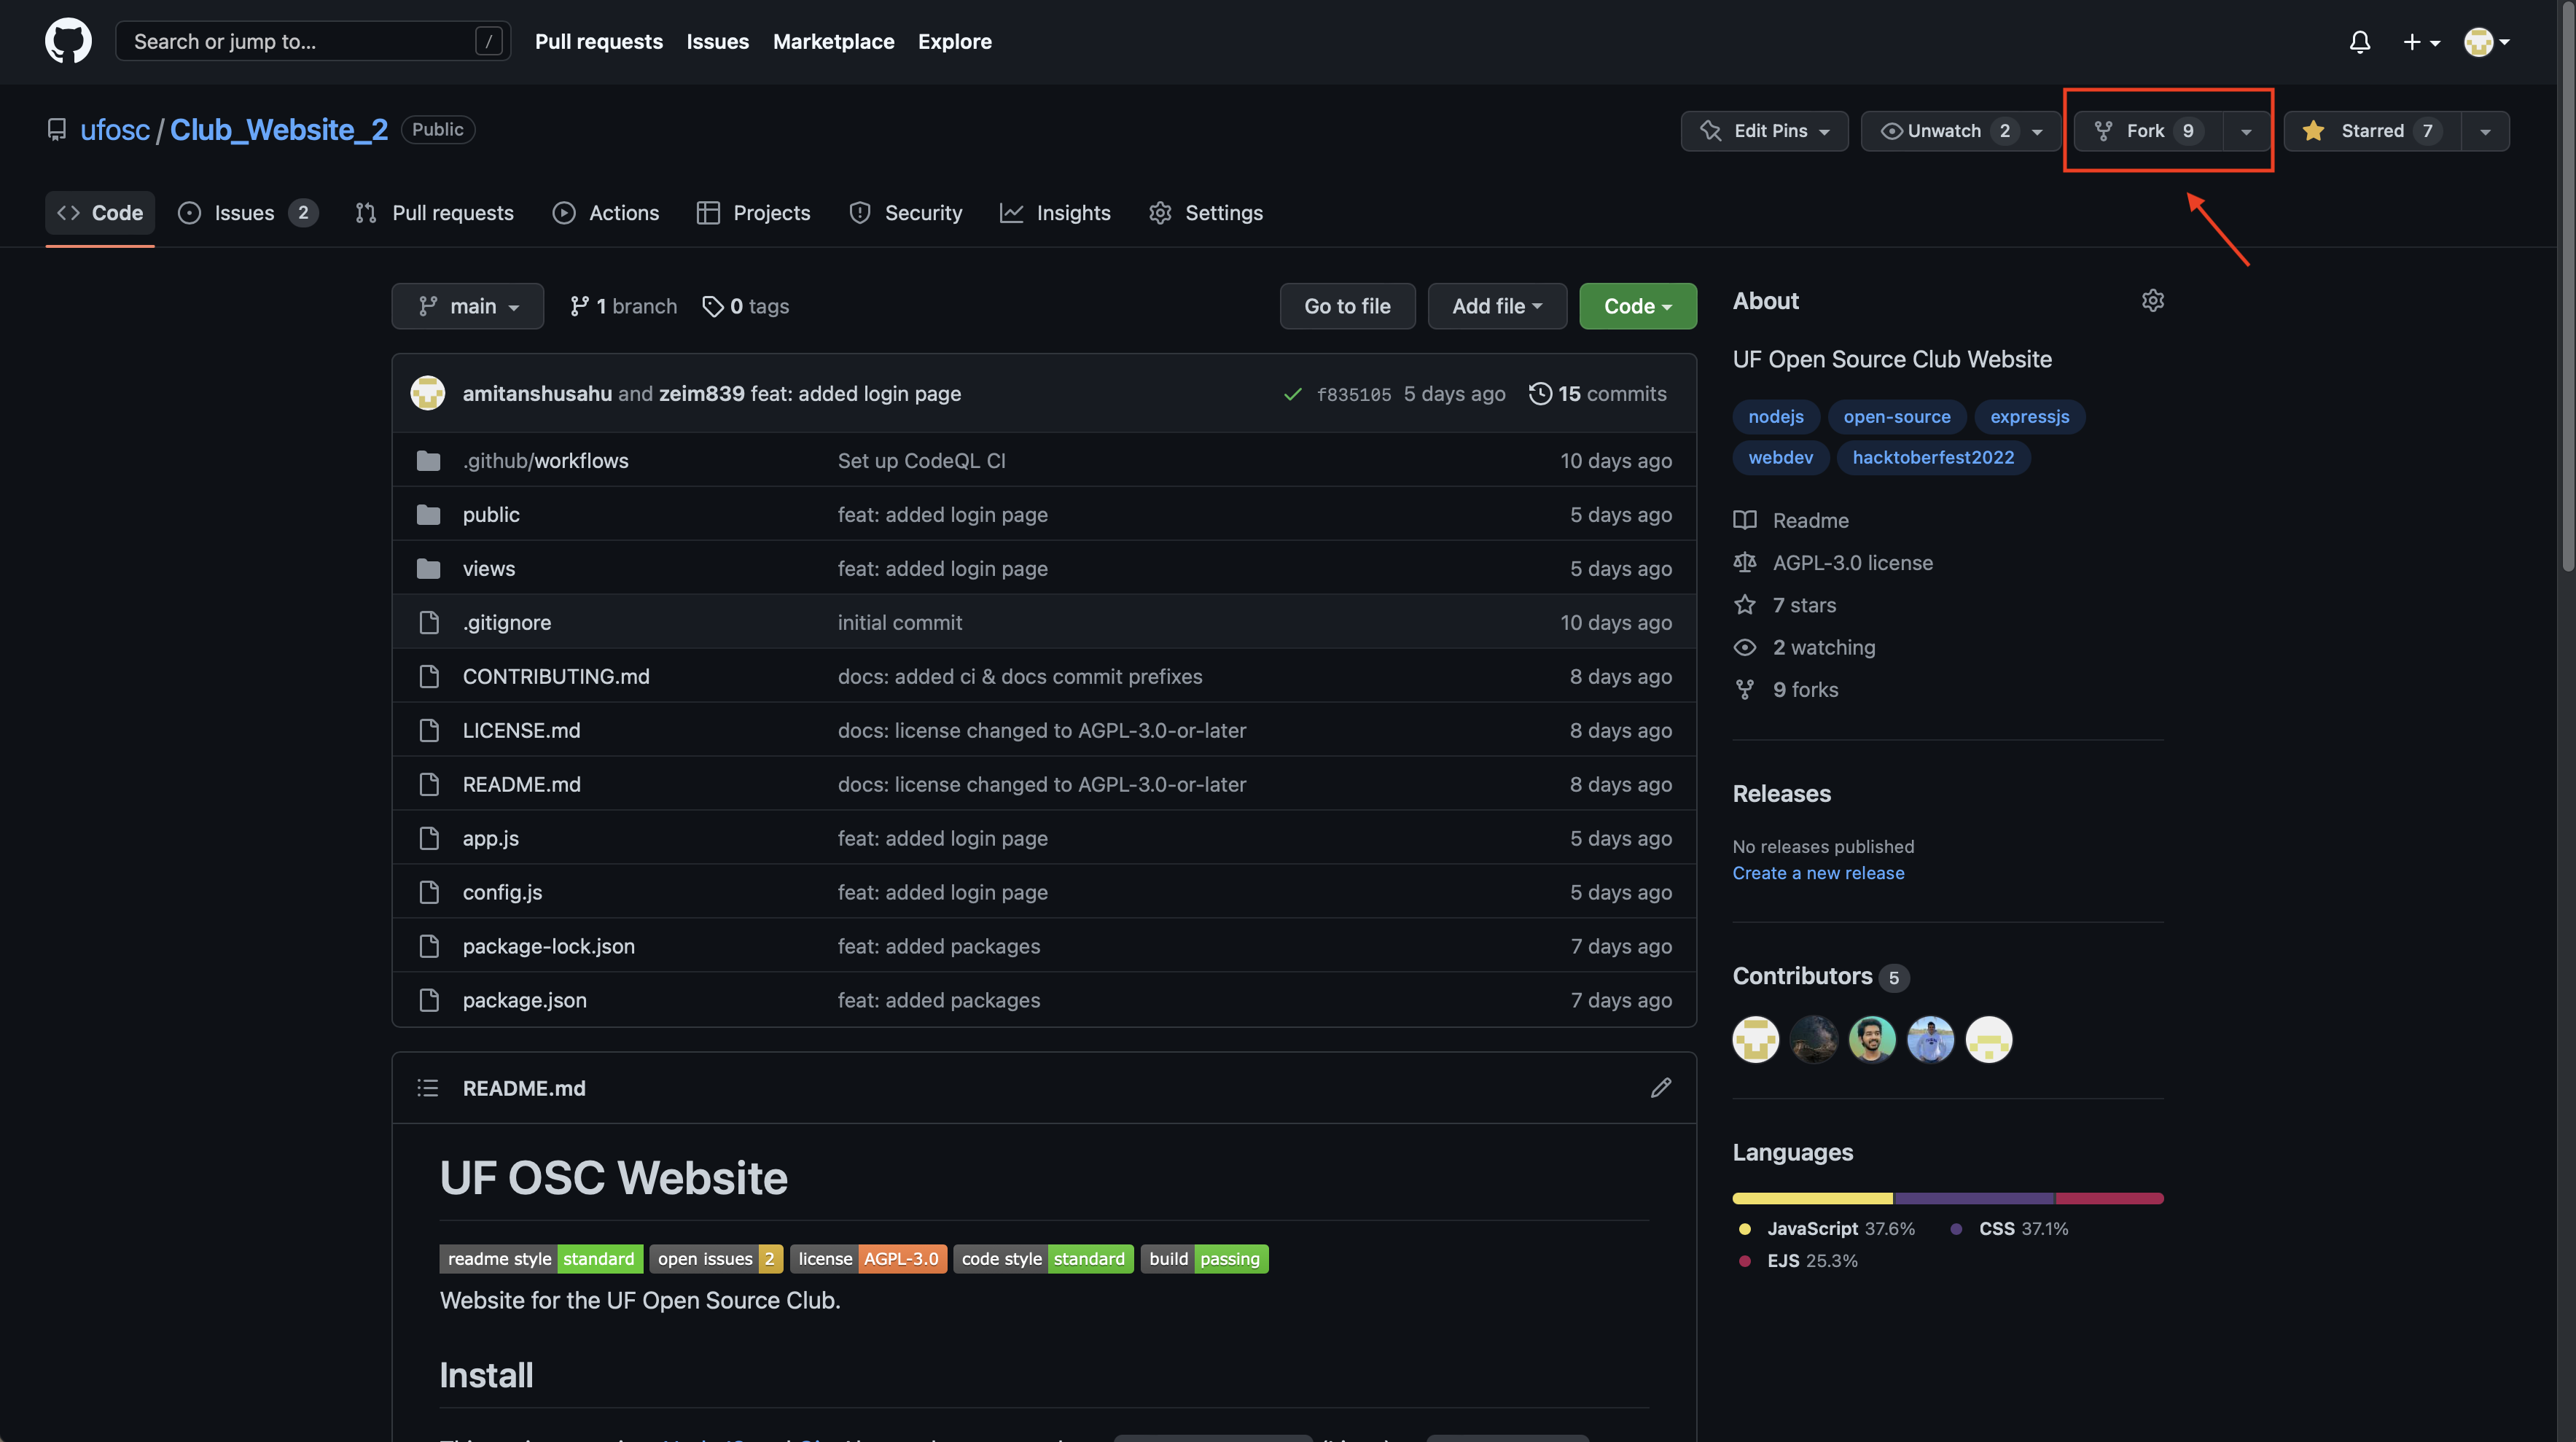 Search or jump to... /
Pull requests Issues Marketplace Explore
ufosc / Club_Website_2 Public
Edit Pins Unwatch 2 Fork 9 Starred 7
Code Issues 2 Pull requests Actions Projects Security Insights Settings
main 1 branch 0 tags Go to file Add file Code
amitanshusahu and zeim839 feat: added login page f835105 5 days ago 15 commits
.github/workflows Set up CodeQL CI 10 days ago
public feat: added login page 5 days ago
views feat: added login page 5 days ago
.gitignore initial commit 10 days ago
CONTRIBUTING.md docs: added ci & docs commit prefixes 8 days ago
LICENSE.md docs: license changed to AGPL-3.0-or-later 8 days ago
README.md docs: license changed to AGPL-3.0-or-later 8 days ago
app.js feat: added login page 5 days ago
config.js feat: added login page 5 days ago
package-lock.json feat: added packages 7 days ago
package.json feat: added packages 7 days ago
README.md
UF OSC Website
readme style standard open issues 2 license AGPL-3.0 code style standard build passing
Website for the UF Open Source Club.
Install
About
UF Open Source Club Website
nodejs open-source expressjs
webdev hacktoberfest2022
Readme
AGPL-3.0 license
7 stars
2 watching
9 forks
Releases
No releases published
Create a new release
Contributors 5
Languages
JavaScript 37.6% CSS 37.1%
EJS 25.3%